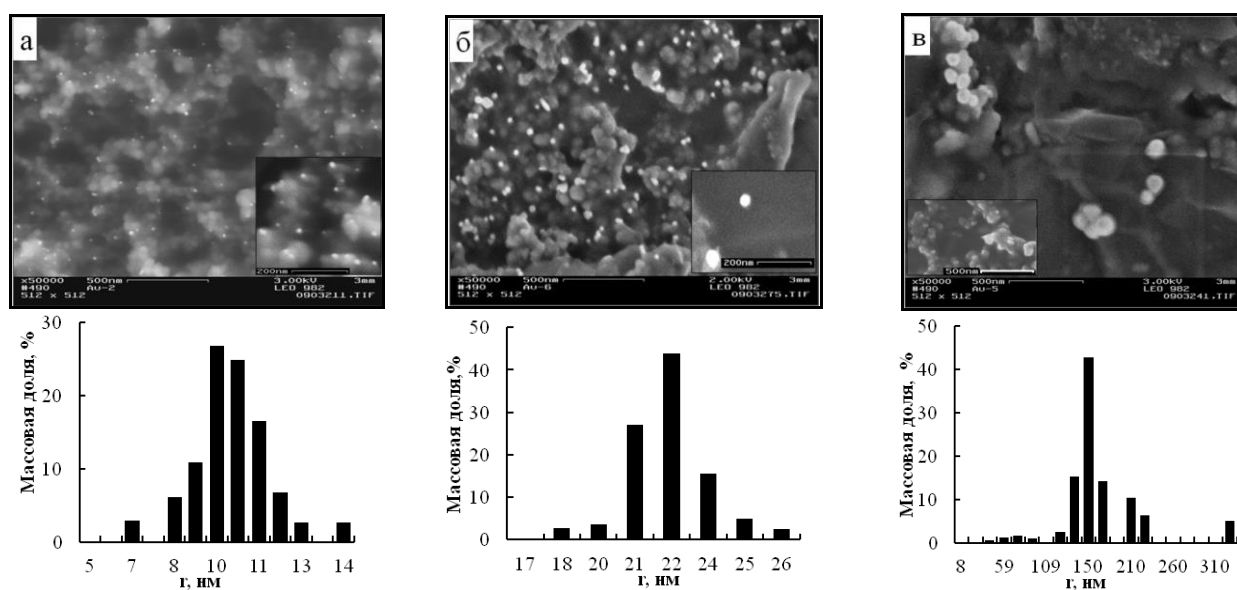 а
200nm
x50000 500nm 3.00kV 3mm
#490 Au-2 LEO 982
512 x 512 0903211.TIF
б
200nm
x50000 500nm 2.00kV 3mm
#490 Au-6 LEO 982
512 x 512 0903275.TIF
в
500nm
x50000 500nm 3.00kV 3mm
#490 Au-5 LEO 982
512 x 512 0903241.TIF
Массовая доля, %
30
20
10
0
5 7 8 10 11 13 14
r, нм
Массовая доля,%
50
40
30
20
10
0
17 18 20 21 22 24 25 26
r, нм
Массовая доля, %
50
40
30
20
10
0
8 59 109 150 210 260 310
r, нм